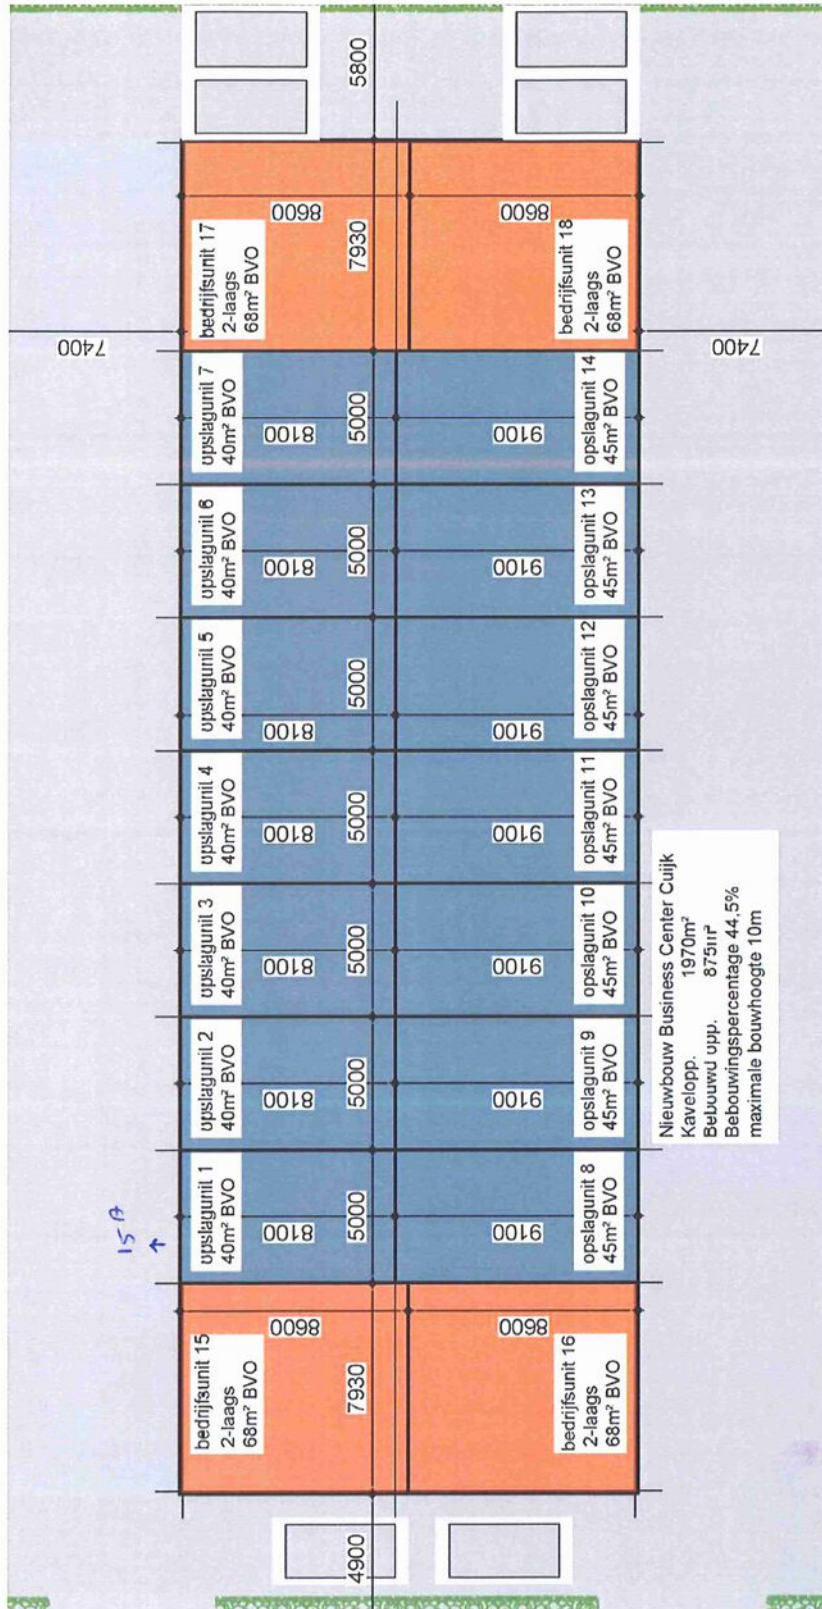 5800
bedrijfsunit 17
2-laags
68m² BVO
8600
7930
bedrijfsunit 18
2-laags
68m² BVO
8600
7400
7400
opslagunit 7
40m² BVO
8100
5000
9100
opslagunit 14
45m² BVO
opslagunit 6
40m² BVO
8100
5000
9100
opslagunit 13
45m² BVO
opslagunit 5
40m² BVO
8100
5000
9100
opslagunit 12
45m² BVO
opslagunit 4
40m² BVO
8100
5000
9100
opslagunit 11
45m² BVO
opslagunit 3
40m² BVO
8100
5000
9100
opslagunit 10
45m² BVO
opslagunit 2
40m² BVO
8100
5000
9100
opslagunit 9
45m² BVO
15A
opslagunit 1
40m² BVO
8100
5000
9100
opslagunit 8
45m² BVO
bedrijfsunit 15
2-laags
68m² BVO
8600
7930
bedrijfsunit 16
2-laags
68m² BVO
8600
4900
Nieuwbouw Business Center Cuijk
Kavelopp. 1970m²
Bebouwd opp. 875m²
Bebouwingspercentage 44,5%
maximale bouwhoogte 10m